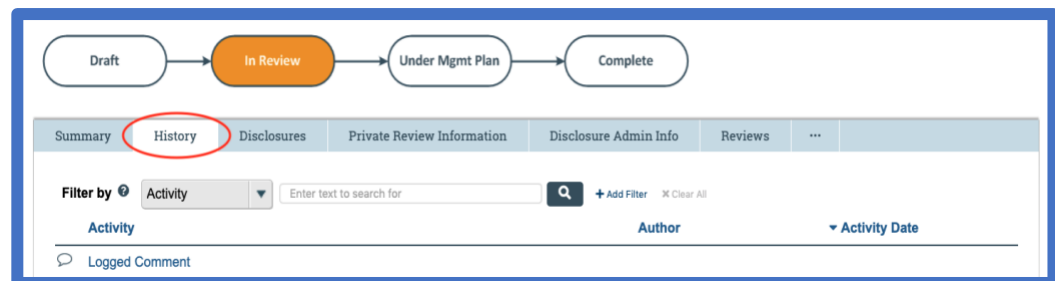 Draft In Review Under Mgmt Plan Complete
Summary History Disclosures Private Review Information Disclosure Admin Info Reviews ...
Filter by ? Activity Enter text to search for + Add Filter × Clear All
Activity Author Activity Date
Logged Comment